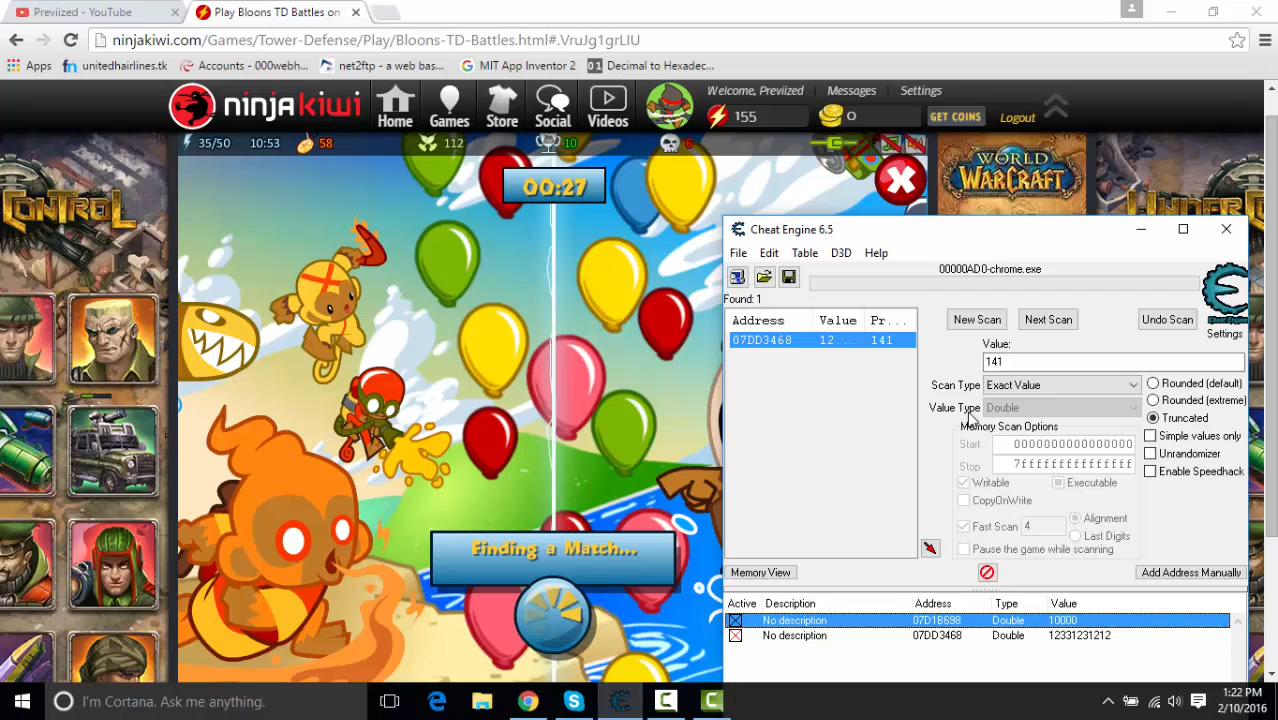 Previized - YouTube
Play Bloons TD Battles on
ninjakiwi.com/Games/Tower-Defense/Play/Bloons-TD-Battles.html#.VruJg1grLIU
Apps
unitedhairlines.tk
Accounts - 000webh...
net2ftp - a web bas...
MIT App Inventor 2
Decimal to Hexadec...
ninjakiwi
Home
Games
Store
Social
Videos
Welcome, Previized
Messages
Settings
155
0
GET COINS
Logout
35/50
10:53
58
112
10
6
CONTROL
WORLD
WARCRAFT
00:27
Finding a Match...
Cheat Engine 6.5
File
Edit
Table
D3D
Help
00000AD0-chrome.exe
Found: 1
Address
Value
Pr...
07DD3468
12...
141
New Scan
Next Scan
Undo Scan
Settings
Value:
141
Scan Type
Exact Value
Value Type
Double
Rounded (default)
Rounded (extreme)
Truncated
Simple values only
Unrandomizer
Enable Speedhack
Memory Scan Options
Start
0000000000000000
Stop
7fffffffffffffff
Writable
Executable
CopyOnWrite
Fast Scan
4
Alignment
Last Digits
Pause the game while scanning
Memory View
Add Address Manually
Active
Description
Address
Type
Value
No description
07D1B698
Double
10000
No description
07DD3468
Double
12331231212
I'm Cortana. Ask me anything.
1:22 PM
2/10/2016